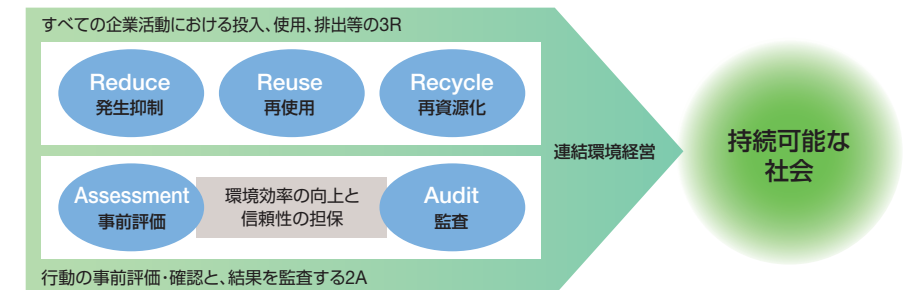 すべての企業活動における投入、使用、排出等の3R
Reduce
発生抑制
Reuse
再使用
Recycle
再資源化
Assessment
事前評価
環境効率の向上と
信頼性の担保
Audit
監査
行動の事前評価・確認と、結果を監査する2A
連結環境経営
持続可能な
社会